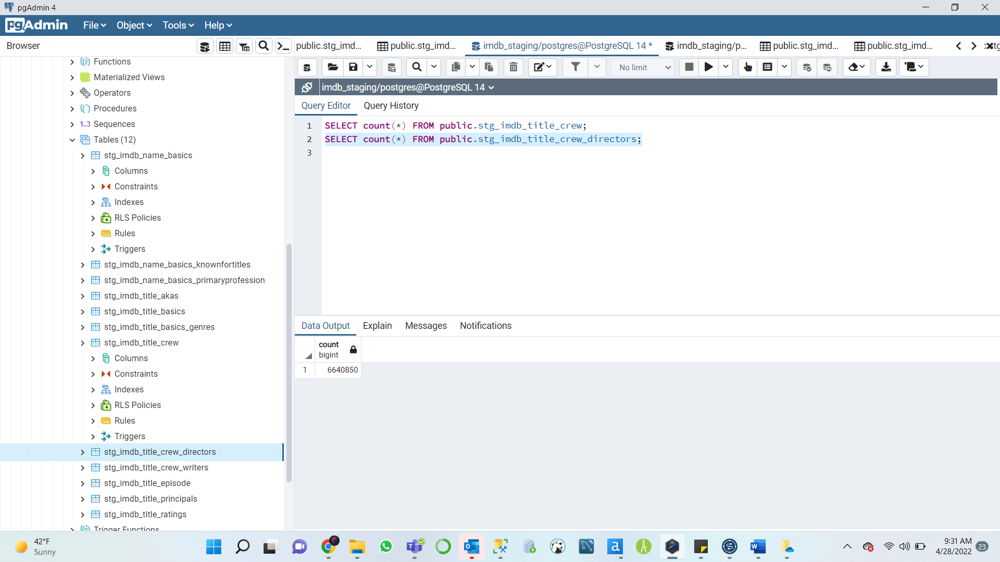 pgAdmin 4
pgAdmin File Object Tools Help
Browser
public.stg_imd... public.stg_imd... imdb_staging/postgres@PostgreSQL 14 * imdb_staging/p... public.stg_imd... public.stg_imd...
No limit
imdb_staging/postgres@PostgreSQL 14
Query Editor Query History
1 SELECT count(*) FROM public.stg_imdb_title_crew;
2 SELECT count(*) FROM public.stg_imdb_title_crew_directors;
3
Functions
Materialized Views
Operators
Procedures
1..3 Sequences
Tables (12)
stg_imdb_name_basics
Columns
Constraints
Indexes
RLS Policies
Rules
Triggers
stg_imdb_name_basics_knownfortitles
stg_imdb_name_basics_primaryprofession
stg_imdb_title_akas
stg_imdb_title_basics
stg_imdb_title_basics_genres
stg_imdb_title_crew
Columns
Constraints
Indexes
RLS Policies
Rules
Triggers
stg_imdb_title_crew_directors
stg_imdb_title_crew_writers
stg_imdb_title_episode
stg_imdb_title_principals
stg_imdb_title_ratings
Trigger Functions
Data Output Explain Messages Notifications
count
bigint
1 6640850
42°F
Sunny
9:31 AM
4/28/2022
23